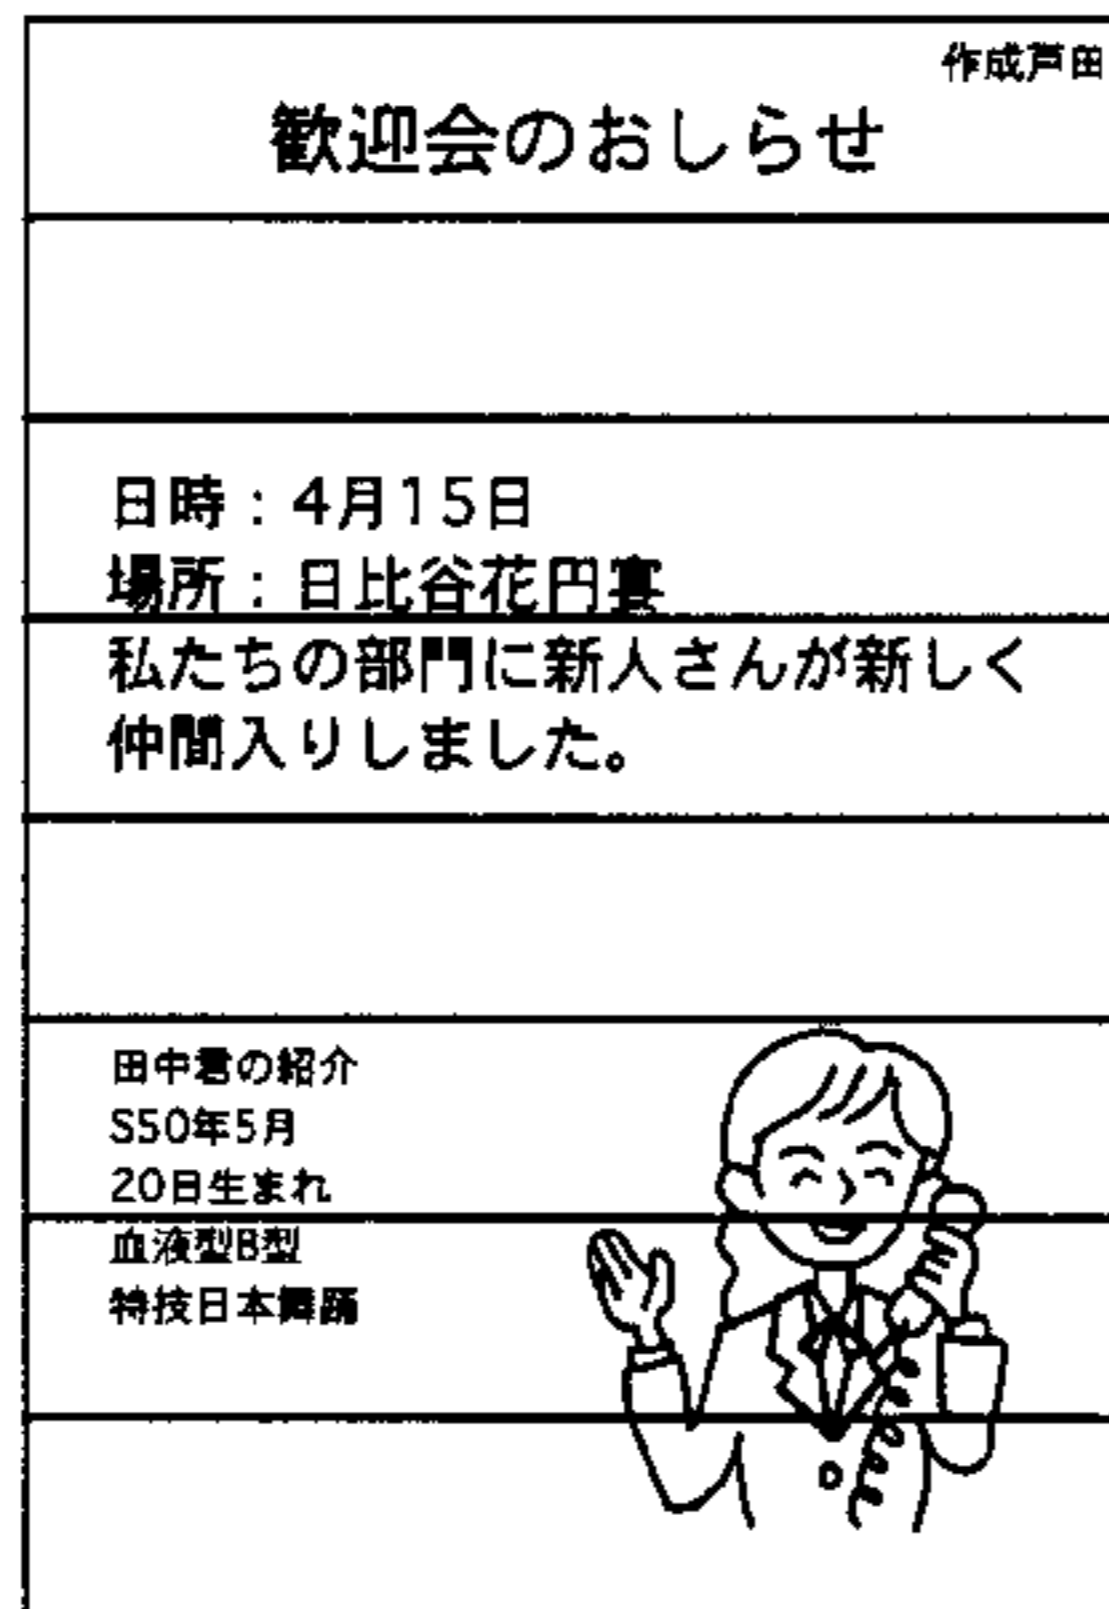 作成芦田
歓迎会のおしらせ
日時：4月15日
場所：日比谷花円宴
私たちの部門に新人さんが新しく
仲間入りしました。
田中君の紹介
S50年5月
20日生まれ
血液型B型
特技日本舞踊